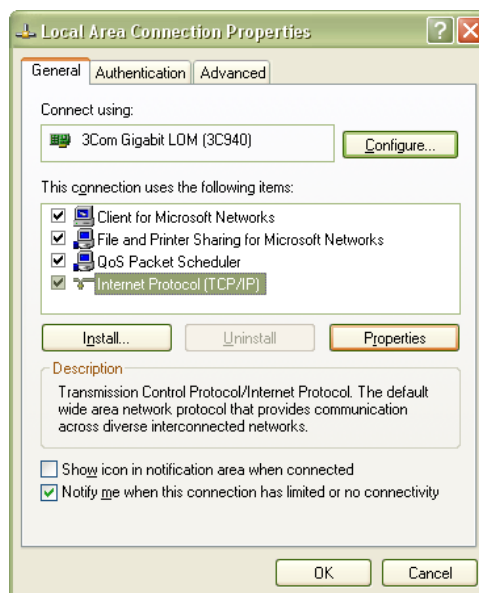 Local Area Connection Properties
General Authentication Advanced
Connect using:
3Com Gigabit LOM (3C940)
Configure...
This connection uses the following items:
Client for Microsoft Networks
File and Printer Sharing for Microsoft Networks
QoS Packet Scheduler
Internet Protocol (TCP/IP)
Install... Uninstall Properties
Description
Transmission Control Protocol/Internet Protocol. The default
wide area network protocol that provides communication
across diverse interconnected networks.
Show icon in notification area when connected
Notify me when this connection has limited or no connectivity
OK Cancel